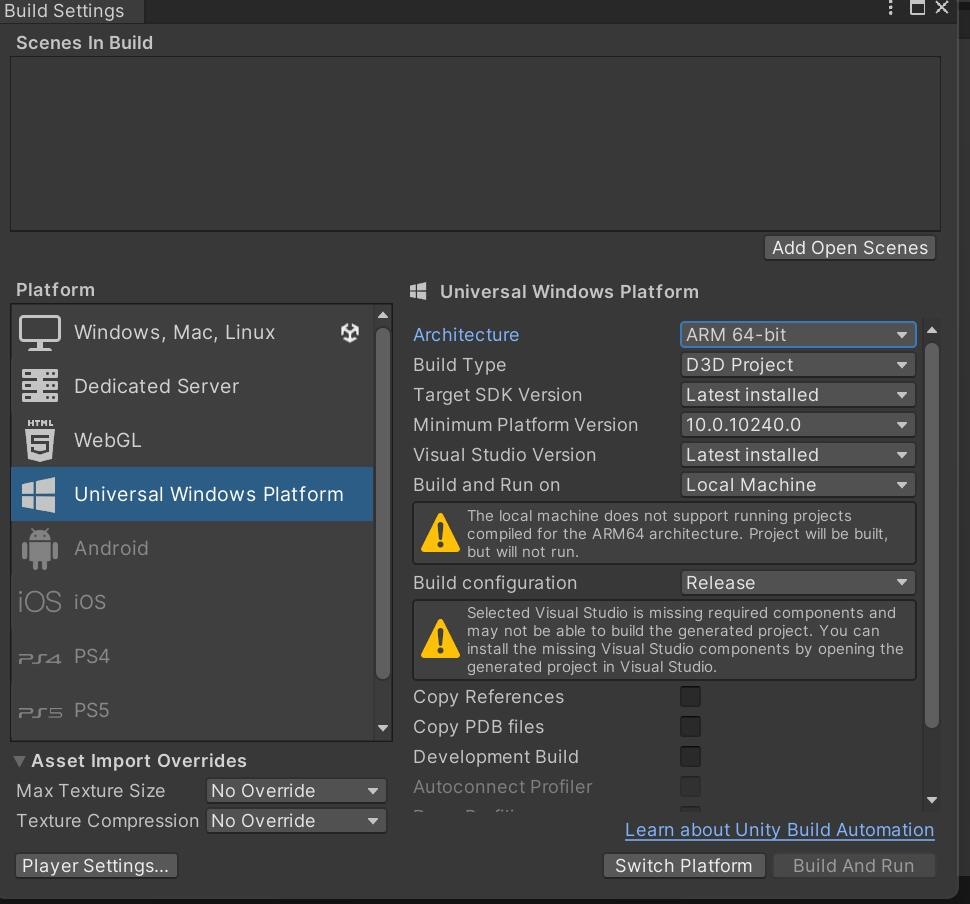 Build Settings
Scenes In Build
Add Open Scenes
Platform
Windows, Mac, Linux
Dedicated Server
HTML
5
WebGL
Universal Windows Platform
Android
iOS iOS
PS4 PS4
PS5 PS5
Asset Import Overrides
Max Texture Size No Override
Texture Compression No Override
Player Settings...
Universal Windows Platform
Architecture ARM 64-bit
Build Type D3D Project
Target SDK Version Latest installed
Minimum Platform Version 10.0.10240.0
Visual Studio Version Latest installed
Build and Run on Local Machine
The local machine does not support running projects
compiled for the ARM64 architecture. Project will be built,
but will not run.
Build configuration Release
Selected Visual Studio is missing required components and
may not be able to build the generated project. You can
install the missing Visual Studio components by opening the
generated project in Visual Studio.
Copy References
Copy PDB files
Development Build
Autoconnect Profiler
Learn about Unity Build Automation
Switch Platform
Build And Run